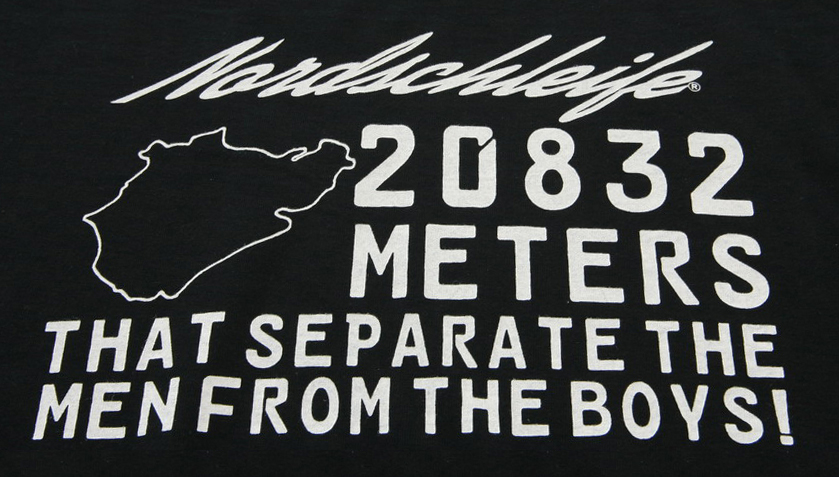 Nordschleife®
20832
METERS
THAT SEPARATE THE
MEN FROM THE BOYS!